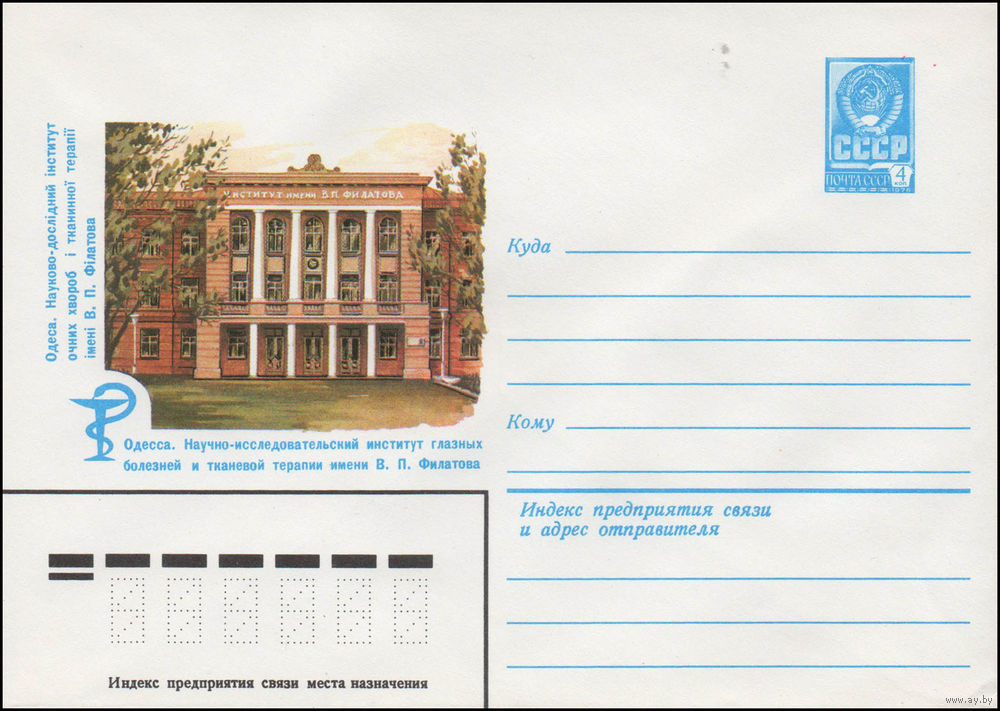 Одеса. Науково-дослідний інститут
очних хвороб і тканинної терапії
імені В. П. Філатова
ИНСТИТУТ ИМЕНИ В.П. ФИЛАТОВА
Одесса. Научно-исследовательский институт глазных
болезней и тканевой терапии имени В. П. Филатова
СССР
ПОЧТА СССР
4
КОП
1978
Куда
Кому
Индекс предприятия связи
и адрес отправителя
Индекс предприятия связи места назначения
www.ay.by